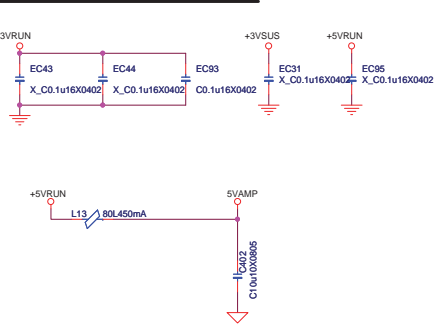 3VRUN
+3VSUS
+5VRUN
EC43
EC44
EC93
EC31
EC95
X_C0.1u16X0402
X_C0.1u16X0402
C0.1u16X0402
X_C0.1u16X0402
X_C0.1u16X0402
+5VRUN
5VAMP
L13
80L450mA
C402
C10u10X0805